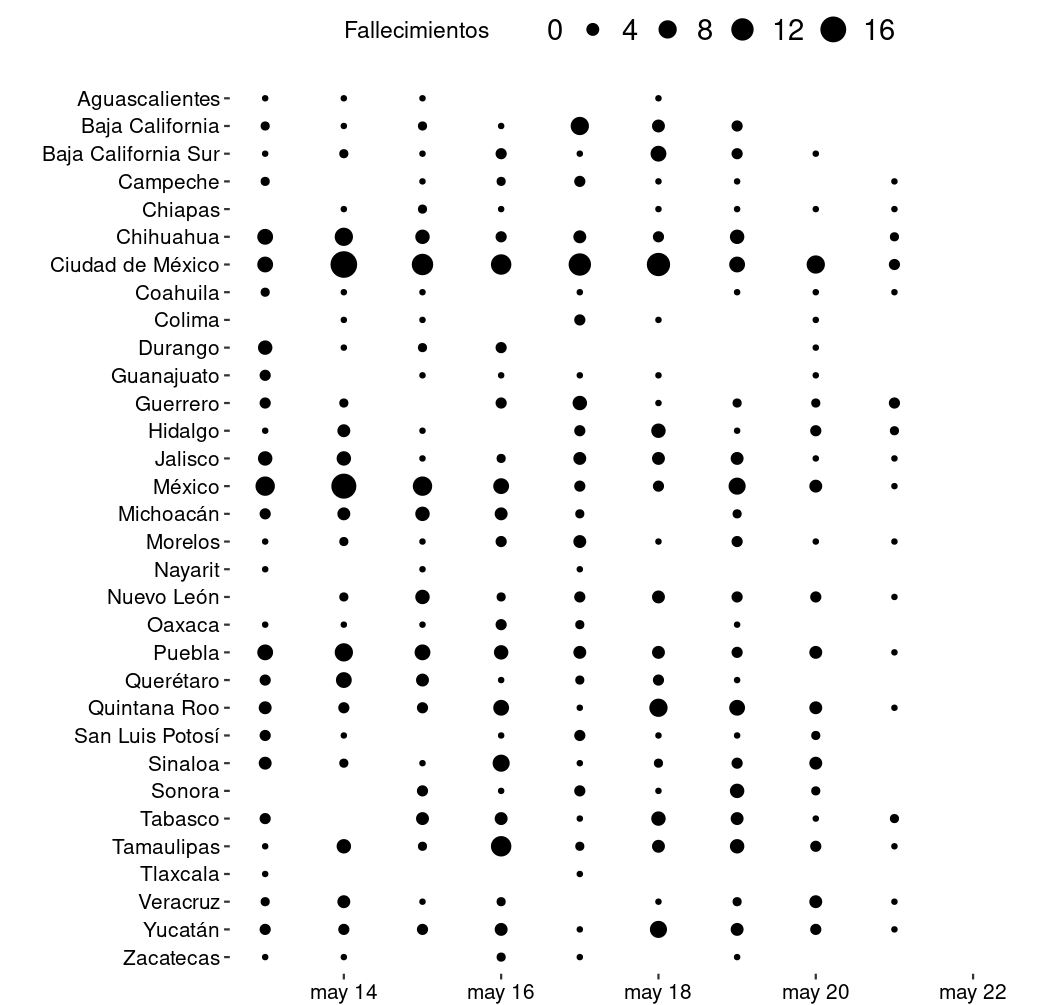 Fallecimientos 0 4 8 12 16
Aguascalientes
Baja California
Baja California Sur
Campeche
Chiapas
Chihuahua
Ciudad de México
Coahuila
Colima
Durango
Guanajuato
Guerrero
Hidalgo
Jalisco
México
Michoacán
Morelos
Nayarit
Nuevo León
Oaxaca
Puebla
Querétaro
Quintana Roo
San Luis Potosí
Sinaloa
Sonora
Tabasco
Tamaulipas
Tlaxcala
Veracruz
Yucatán
Zacatecas
may 14 may 16 may 18 may 20 may 22